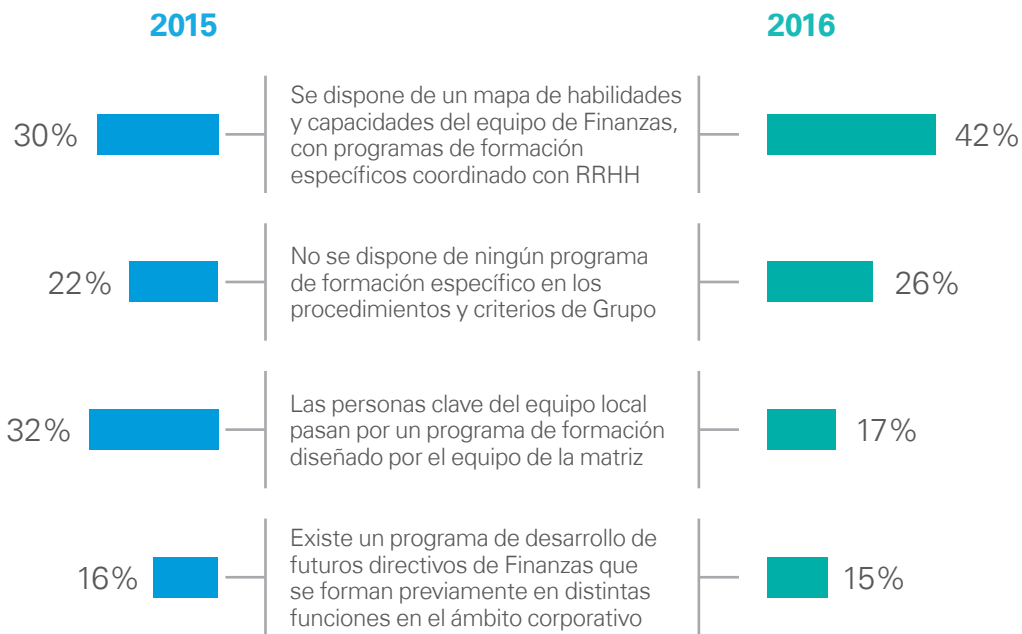 2015
2016
30%
Se dispone de un mapa de habilidades
y capacidades del equipo de Finanzas,
con programas de formación
específicos coordinado con RRHH
42%
22%
No se dispone de ningún programa
de formación específico en los
procedimientos y criterios de Grupo
26%
32%
Las personas clave del equipo local
pasan por un programa de formación
diseñado por el equipo de la matriz
17%
16%
Existe un programa de desarrollo de
futuros directivos de Finanzas que
se forman previamente en distintas
funciones en el ámbito corporativo
15%